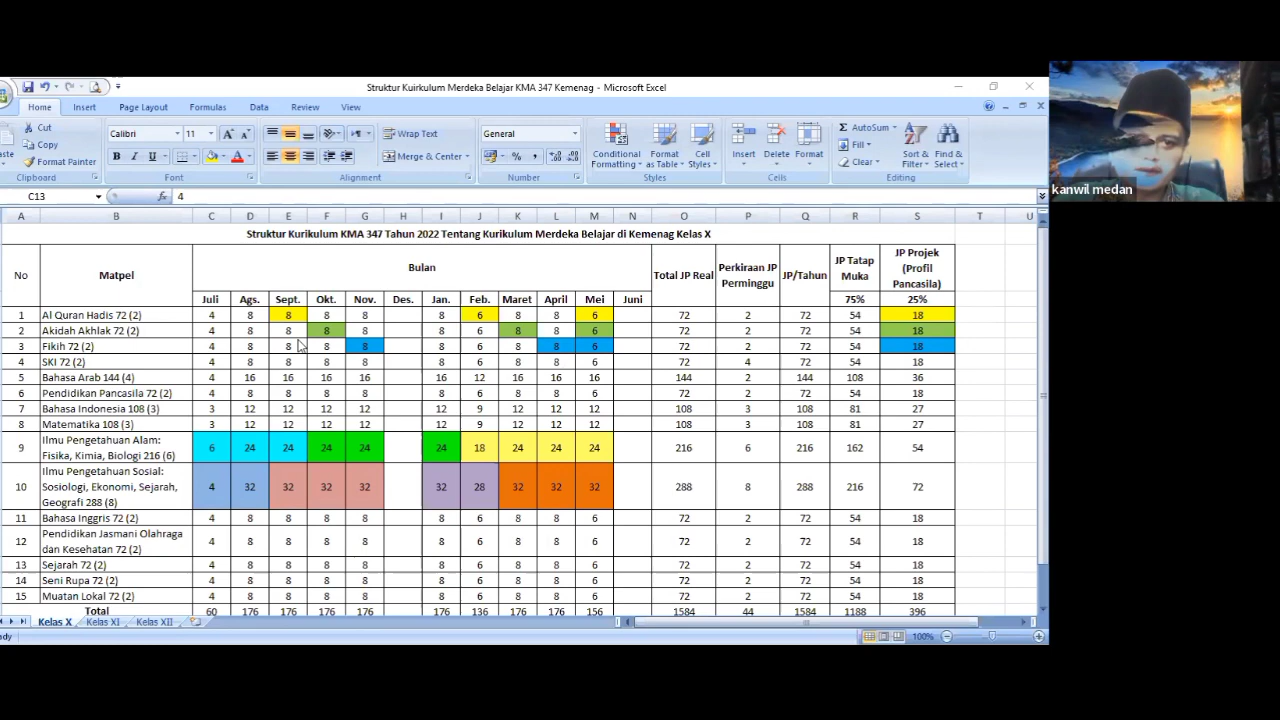 Struktur Kuirkulum Merdeka Belajar KMA 347 Kemenag - Microsoft Excel
Home Insert Page Layout Formulas Data Review View
Cut
Copy
Format Painter
Calibri 11
B I U
Wrap Text
Merge & Center
General
Conditional Formatting
Format as Table
Cell Styles
Insert Delete Format
AutoSum
Fill
Clear
Sort & Filter
Find & Select
Clipboard Font Alignment Number Styles Cells Editing
kanwil medan
C13 fx 4
A B C D E F G H I J K L M N O P Q R S T U
Struktur Kurikulum KMA 347 Tahun 2022 Tentang Kurikulum Merdeka Belajar di Kemenag Kelas X
No Matpel Bulan Total JP Real Perkiraan JP Perminggu JP/Tahun JP Tatap Muka JP Projek (Profil Pancasila)
Juli Ags. Sept. Okt. Nov. Des. Jan. Feb. Maret April Mei Juni 75% 25%
1 Al Quran Hadis 72 (2) 4 8 8 8 8 8 6 8 8 6 72 2 72 54 18
2 Akidah Akhlak 72 (2) 4 8 8 8 8 8 6 8 8 6 72 2 72 54 18
3 Fikih 72 (2) 4 8 8 8 8 8 6 8 8 6 72 2 72 54 18
4 SKI 72 (2) 4 8 8 8 8 8 6 8 8 6 72 4 72 54 18
5 Bahasa Arab 144 (4) 4 16 16 16 16 16 12 16 16 16 144 2 144 108 36
6 Pendidikan Pancasila 72 (2) 4 8 8 8 8 8 6 8 8 6 72 2 72 54 18
7 Bahasa Indonesia 108 (3) 3 12 12 12 12 12 9 12 12 12 108 3 108 81 27
8 Matematika 108 (3) 3 12 12 12 12 12 9 12 12 12 108 3 108 81 27
9 Ilmu Pengetahuan Alam: Fisika, Kimia, Biologi 216 (6) 6 24 24 24 24 24 18 24 24 24 216 6 216 162 54
10 Ilmu Pengetahuan Sosial: Sosiologi, Ekonomi, Sejarah, Geografi 288 (8) 4 32 32 32 32 32 28 32 32 32 288 8 288 216 72
11 Bahasa Inggris 72 (2) 4 8 8 8 8 8 6 8 8 6 72 2 72 54 18
12 Pendidikan Jasmani Olahraga dan Kesehatan 72 (2) 4 8 8 8 8 8 6 8 8 6 72 2 72 54 18
13 Sejarah 72 (2) 4 8 8 8 8 8 6 8 8 6 72 2 72 54 18
14 Seni Rupa 72 (2) 4 8 8 8 8 8 6 8 8 6 72 2 72 54 18
15 Muatan Lokal 72 (2) 4 8 8 8 8 8 6 8 8 6 72 2 72 54 18
Total 60 176 176 176 176 176 136 176 176 156 1584 44 1584 1188 396
Kelas X Kelas XI Kelas XII
100%